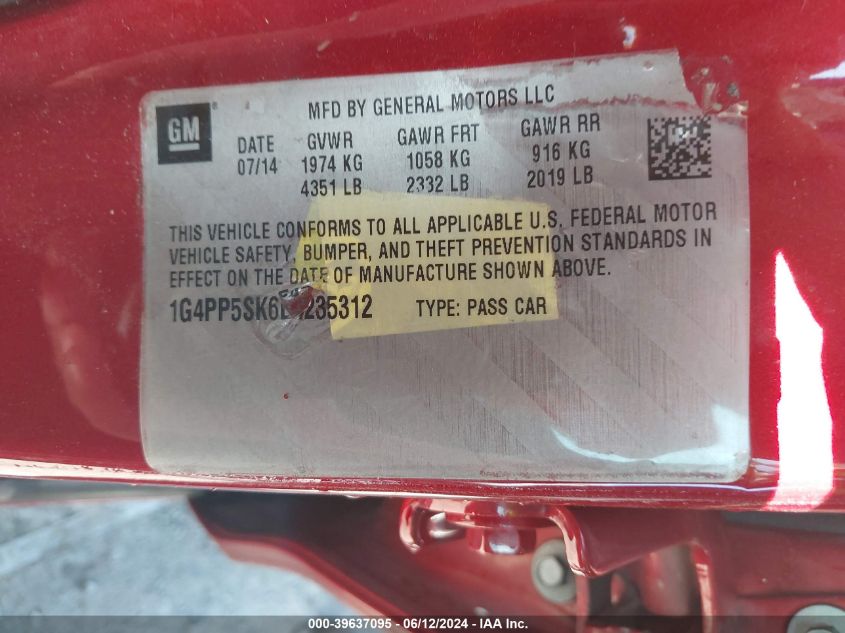 GM
MFD BY GENERAL MOTORS LLC
DATE GVWR GAWR FRT GAWR RR
07/14 1974 KG 1058 KG 916 KG
4351 LB 2332 LB 2019 LB
THIS VEHICLE CONFORMS TO ALL APPLICABLE U.S. FEDERAL MOTOR
VEHICLE SAFETY, BUMPER, AND THEFT PREVENTION STANDARDS IN
EFFECT ON THE DATE OF MANUFACTURE SHOWN ABOVE.
1G4PP5SK6E4235312 TYPE: PASS CAR
000-39637095 - 06/12/2024 - IAA Inc.